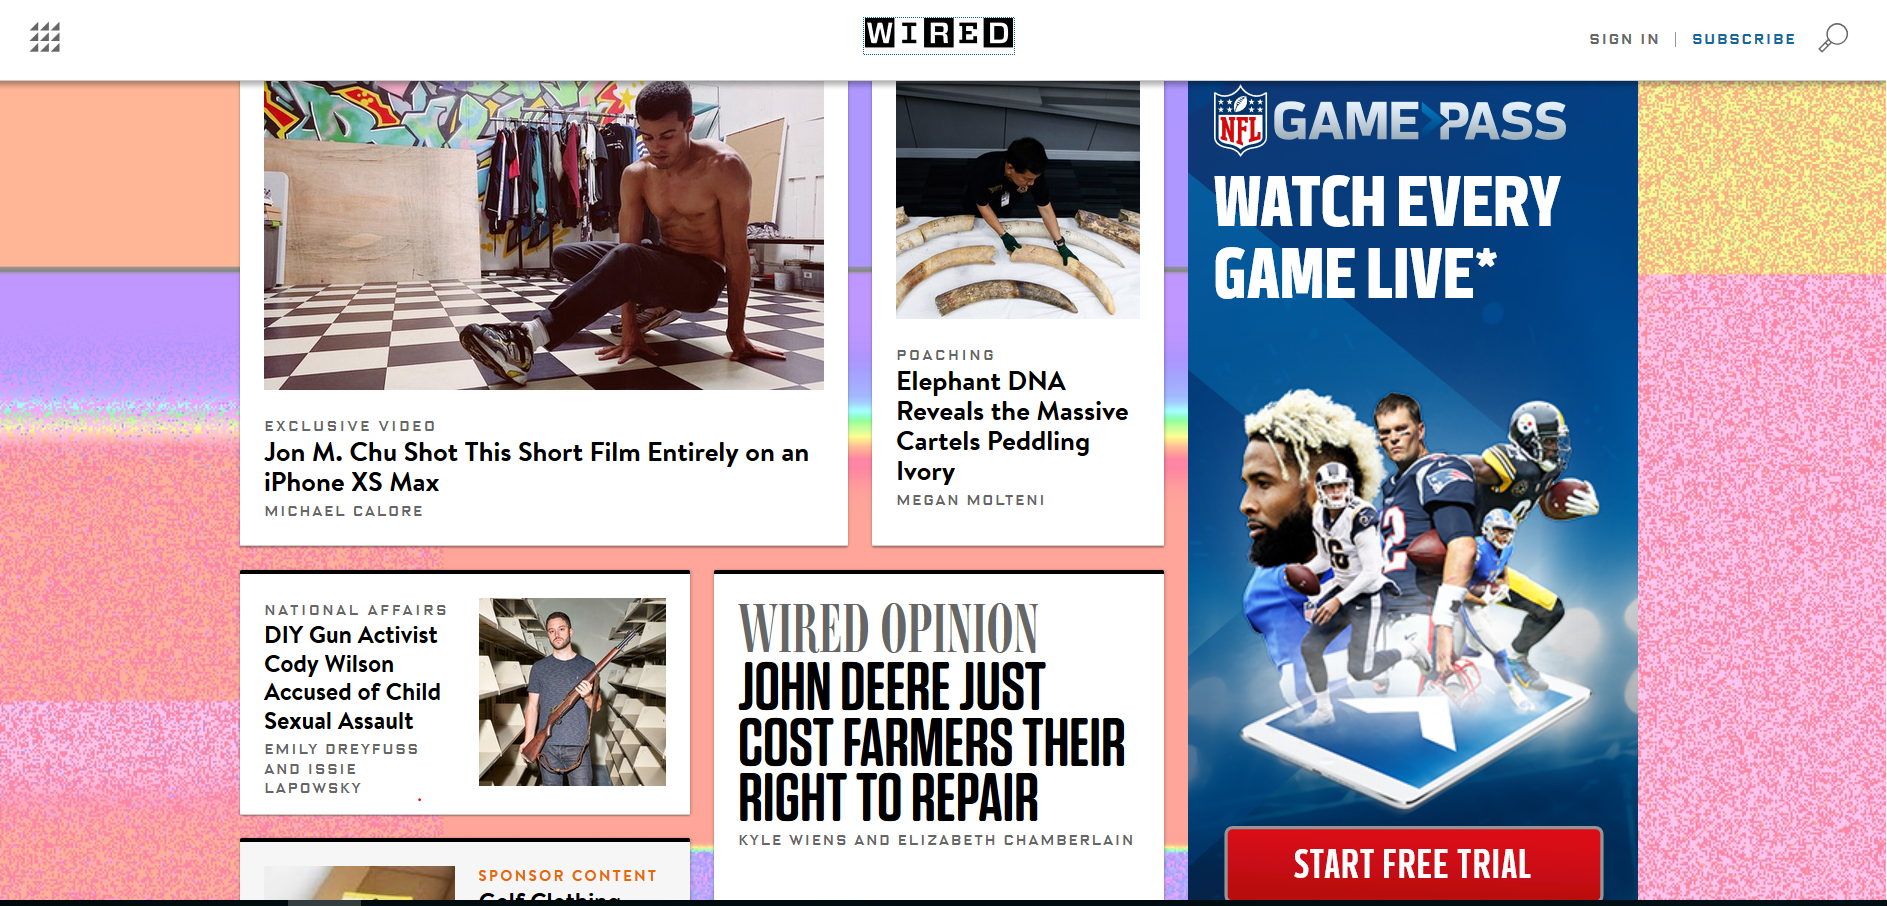 WIRED
SIGN IN
SUBSCRIBE
EXCLUSIVE VIDEO
Jon M. Chu Shot This Short Film Entirely on an
iPhone XS Max
MICHAEL CALORE
POACHING
Elephant DNA
Reveals the Massive
Cartels Peddling
Ivory
MEGAN MOLTENI
NATIONAL AFFAIRS
DIY Gun Activist
Cody Wilson
Accused of Child
Sexual Assault
EMILY DREYFUSS
AND ISSIE
LAPOWSKY
WIRED OPINION
JOHN DEERE JUST
COST FARMERS THEIR
RIGHT TO REPAIR
KYLE WIENS AND ELIZABETH CHAMBERLAIN
SPONSOR CONTENT
Golf Clothing
NFL GAME PASS
WATCH EVERY
GAME LIVE*
START FREE TRIAL